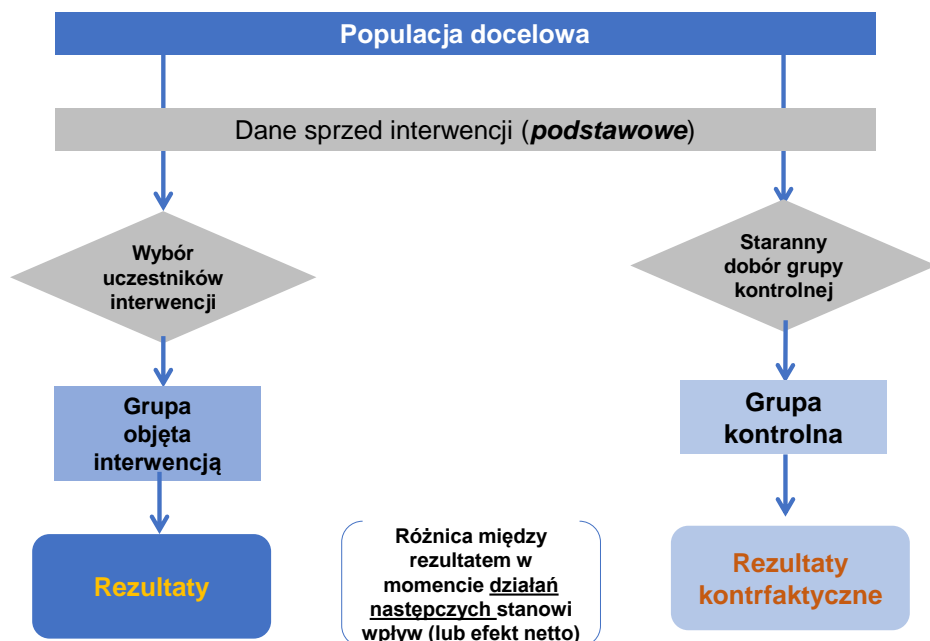 Populacja docelowa
Dane sprzed interwencji (podstawowe)
Wybór
uczestników
interwencji
Staranny
dobór grupy
kontrolnej
Grupa
objęta
interwencją
Grupa
kontrolna
Rezultaty
Różnica między
rezultatem w
momencie działań
następczych stanowi
wpływ (lub efekt netto)
Rezultaty
kontrfaktyczne